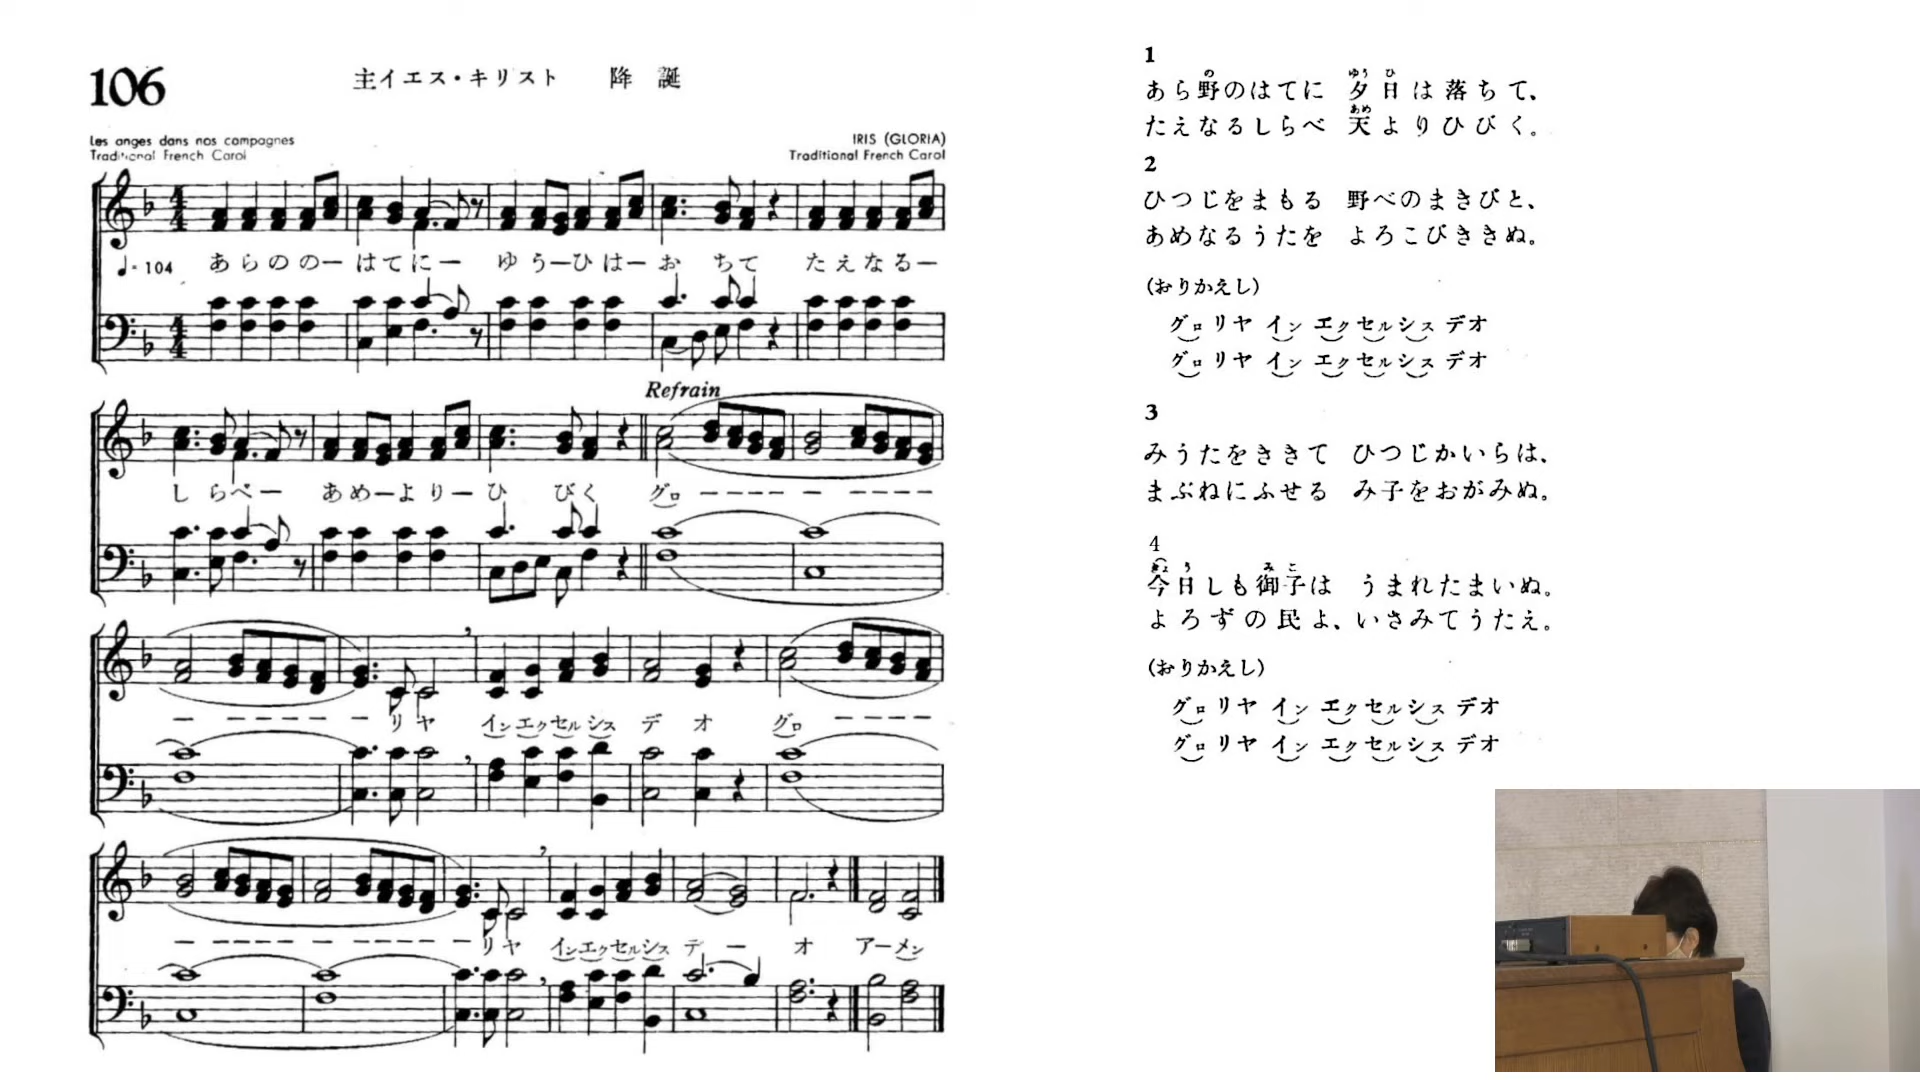 106
主イエス・キリスト 降誕
Les anges dans nos campagnes
Traditional French Carol
IRIS (GLORIA)
Traditional French Carol
♩=104
あらののーはてにー ゆうーひはーおちて たえなるー
Refrain
しらべー あめーよりーひびく グロ － － － － － － － － －
－ － － － － － リヤ インエクセルシス デオ グロ － － － －
－ － － － － － － － － － － リヤ インエクセルシス デーオ アーメン
1
あら野のはてに 夕日は落ちて、
たえなるしらべ 天よりひびく。
2
ひつじをまもる 野べのまきびと、
あめなるうたを よろこびききぬ。
(おりかえし)
グロリヤ イン エクセルシス デオ
グロリヤ イン エクセルシス デオ
3
みうたをききて ひつじかいらは、
まぶねにふせる み子をおがみぬ。
4
今日しも御子は うまれたまいぬ。
よろずの民よ、いさみてうたえ。
(おりかえし)
グロリヤ イン エクセルシス デオ
グロリヤ イン エクセルシス デオ